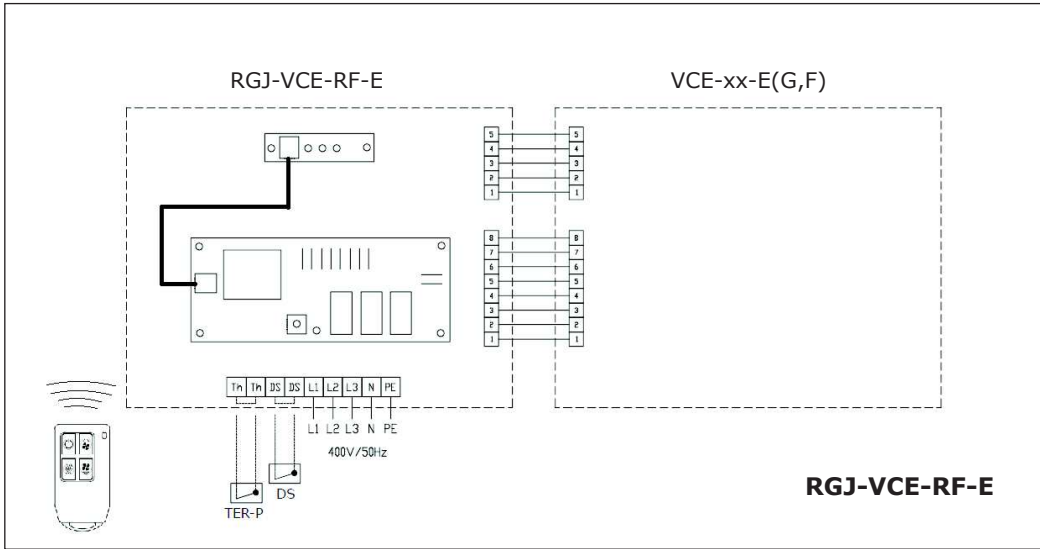 RGJ-VCE-RF-E
VCE-xx-E(G,F)
5 5
4 4
3 3
2 2
1 1
8 8
7 7
6 6
5 5
4 4
3 3
2 2
1 1
Th Th DS DS L1 L2 L3 N PE
L1 L2 L3 N PE
400V/50Hz
DS
TER-P
RGJ-VCE-RF-E